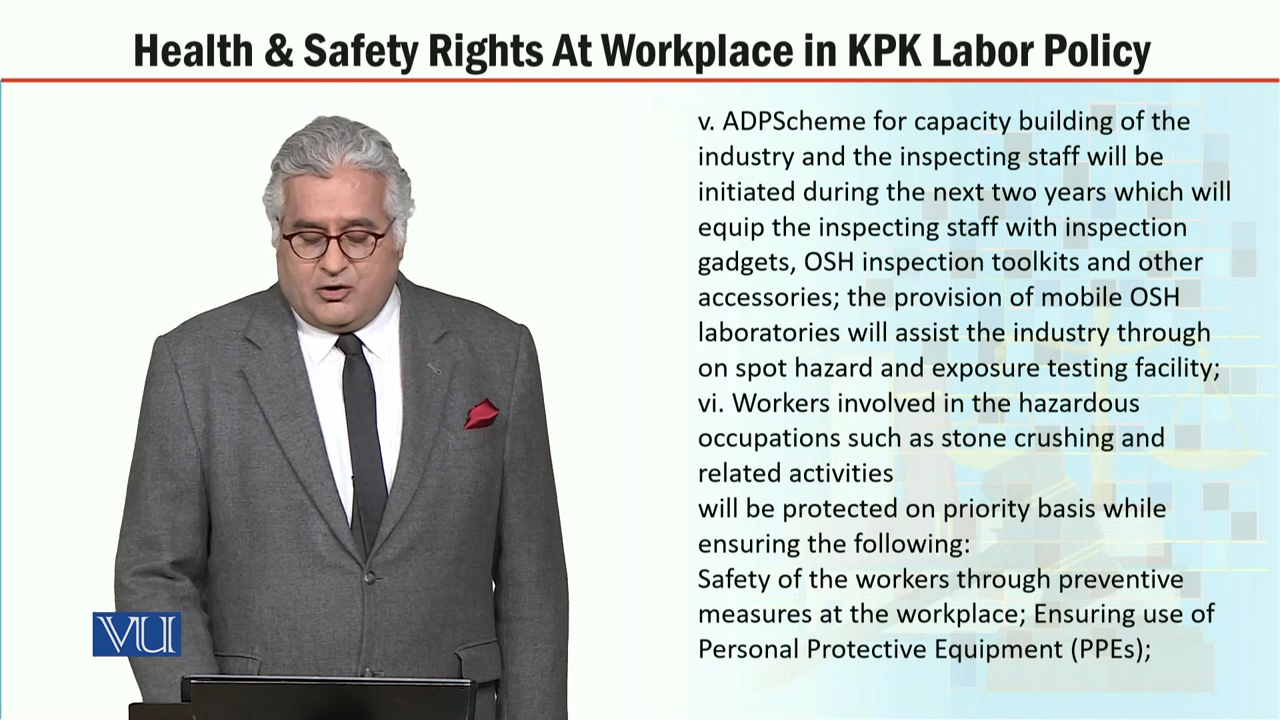 Health & Safety Rights At Workplace in KPK Labor Policy
v. ADPScheme for capacity building of the
industry and the inspecting staff will be
initiated during the next two years which will
equip the inspecting staff with inspection
gadgets, OSH inspection toolkits and other
accessories; the provision of mobile OSH
laboratories will assist the industry through
on spot hazard and exposure testing facility;
vi. Workers involved in the hazardous
occupations such as stone crushing and
related activities
will be protected on priority basis while
ensuring the following:
Safety of the workers through preventive
measures at the workplace; Ensuring use of
Personal Protective Equipment (PPEs);
VU